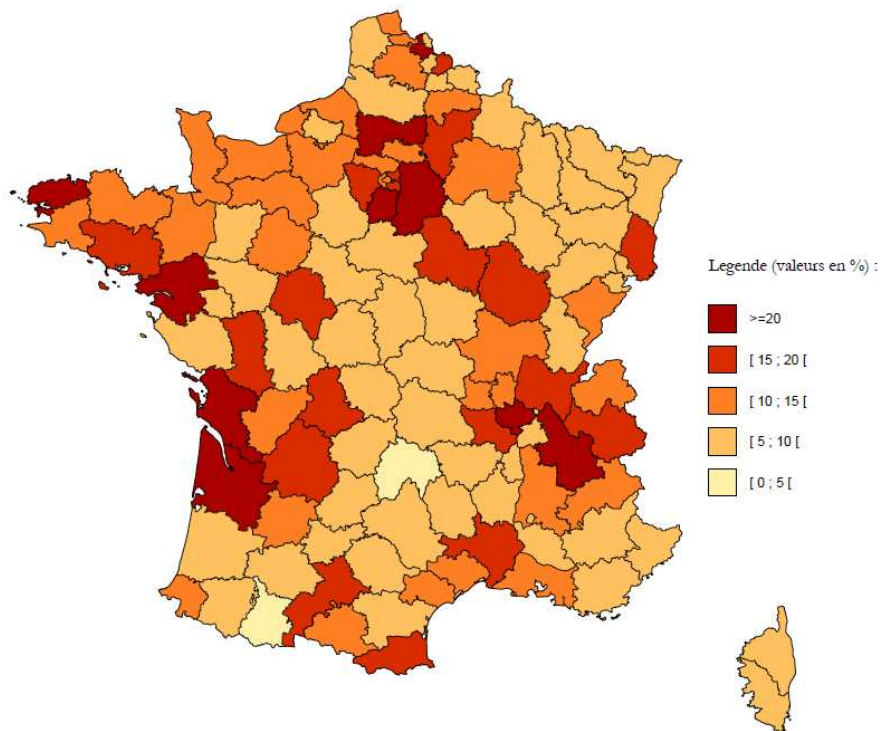 Legende (valeurs en %) :
>=20
[ 15 ; 20 [
[ 10 ; 15 [
[ 5 ; 10 [
[ 0 ; 5 [